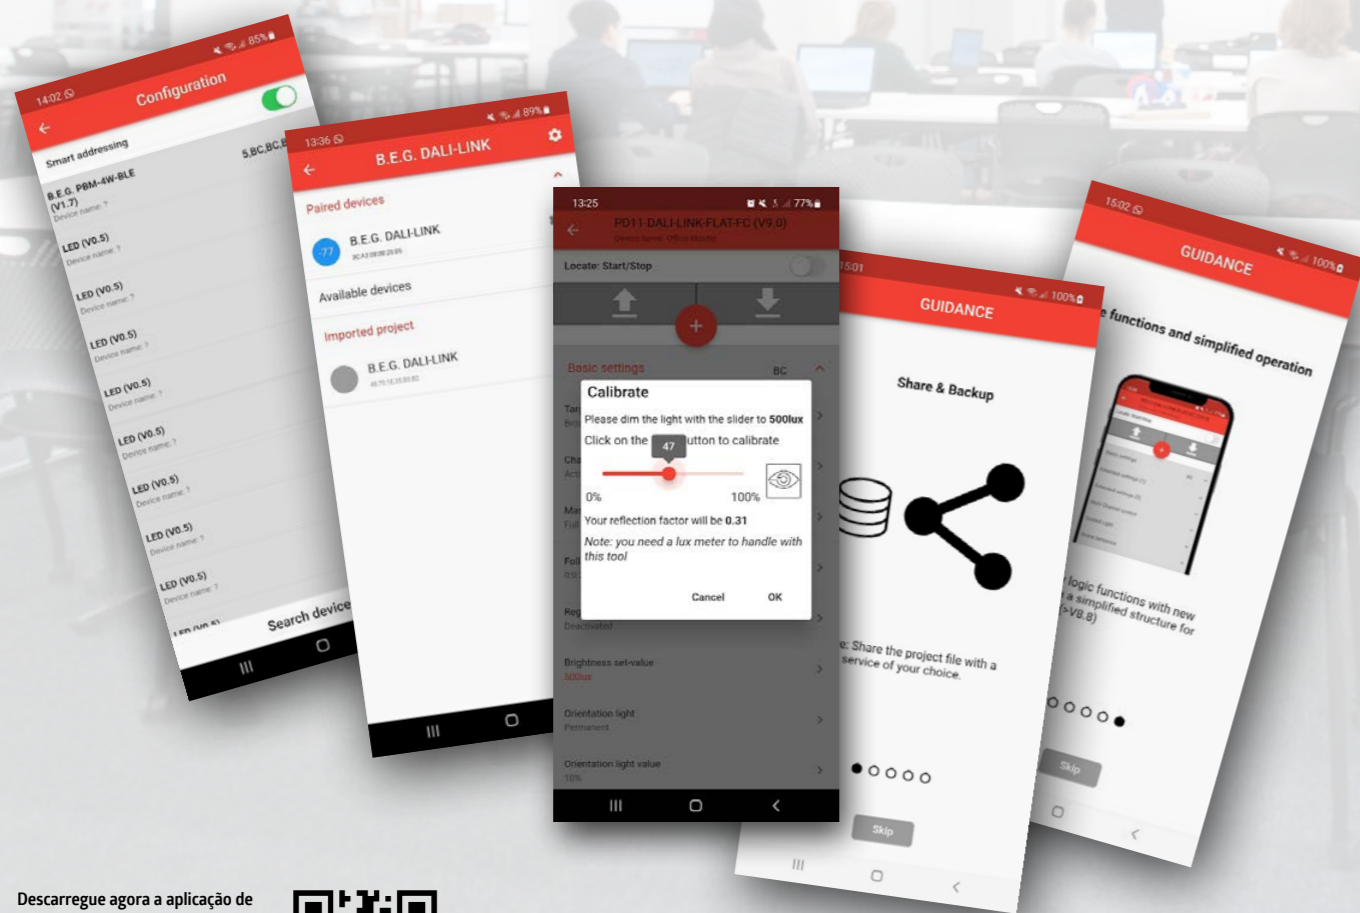 14:02
85%
Configuration
Smart addressing
5,BC,BC,
B.E.G. PBM-4W-BLE
(V1.7)
Device name: ?
LED (V0.5)
Device name: ?
LED (V0.5)
Device name: ?
LED (V0.5)
Device name: ?
LED (V0.5)
Device name: ?
LED (V0.5)
Device name: ?
LED (V0.5)
Device name: ?
LED (V0.5)
Device name: ?
LED (V0.5)
Device name: ?
LED (V0.5)
Search device
13:36
89%
B.E.G. DALI-LINK
Paired devices
-77
B.E.G. DALI-LINK
Available devices
Imported project
B.E.G. DALI-LINK
13:25
77%
PD11-DALI-LINK-FLAT-FC (V9.0)
Device name: Office Master
Locate: Start/Stop
+
Basic settings
BC
Calibrate
Please dim the light with the slider to 500lux
Click on the
utton to calibrate
47
0%
100%
Your reflection factor will be 0.31
Note: you need a lux meter to handle with
this tool
Cancel
OK
Deactivated
Brightness set-value
500lux
Orientation light
Permanent
Orientation light value
10%
15:01
100%
GUIDANCE
Share & Backup
e: Share the project file with a
service of your choice.
Skip
15:02
100%
GUIDANCE
e functions and simplified operation
logic functions with new
a simplified structure for
(>V8.8)
Skip
Descarregue agora a aplicação de